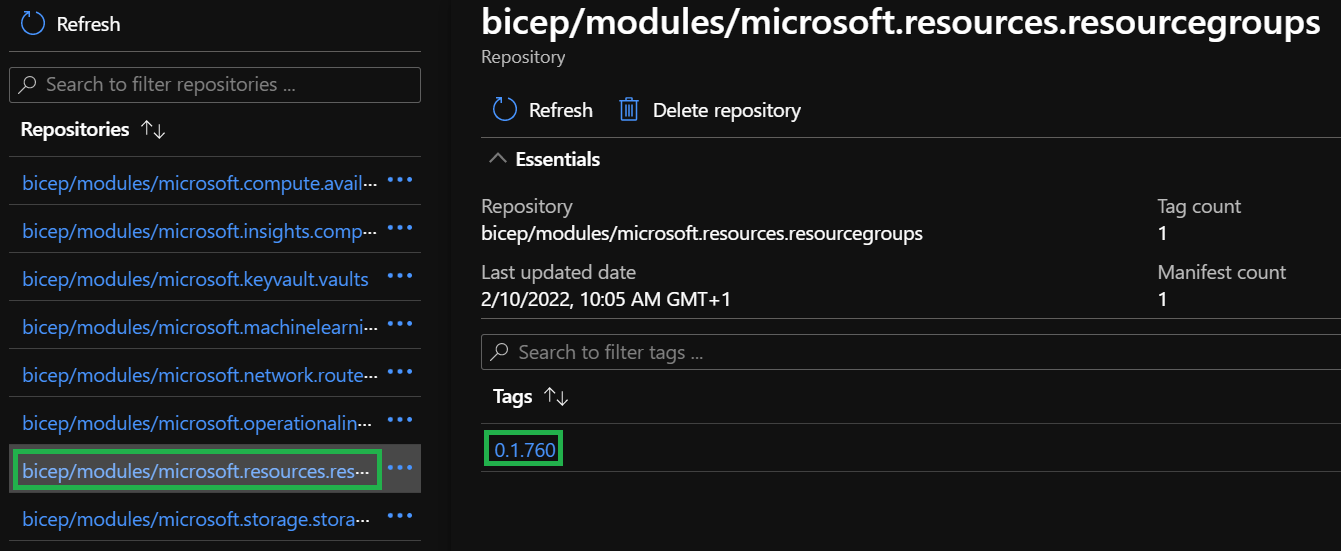 Refresh
Search to filter repositories ...
Repositories
bicep/modules/microsoft.compute.avail...
bicep/modules/microsoft.insights.comp...
bicep/modules/microsoft.keyvault.vaults
bicep/modules/microsoft.machinelearni...
bicep/modules/microsoft.network.route...
bicep/modules/microsoft.operationalin...
bicep/modules/microsoft.resources.res...
bicep/modules/microsoft.storage.stora...
bicep/modules/microsoft.resources.resourcegroups
Repository
Refresh Delete repository
Essentials
Repository
bicep/modules/microsoft.resources.resourcegroups
Tag count
1
Last updated date
2/10/2022, 10:05 AM GMT+1
Manifest count
1
Search to filter tags ...
Tags
0.1.760